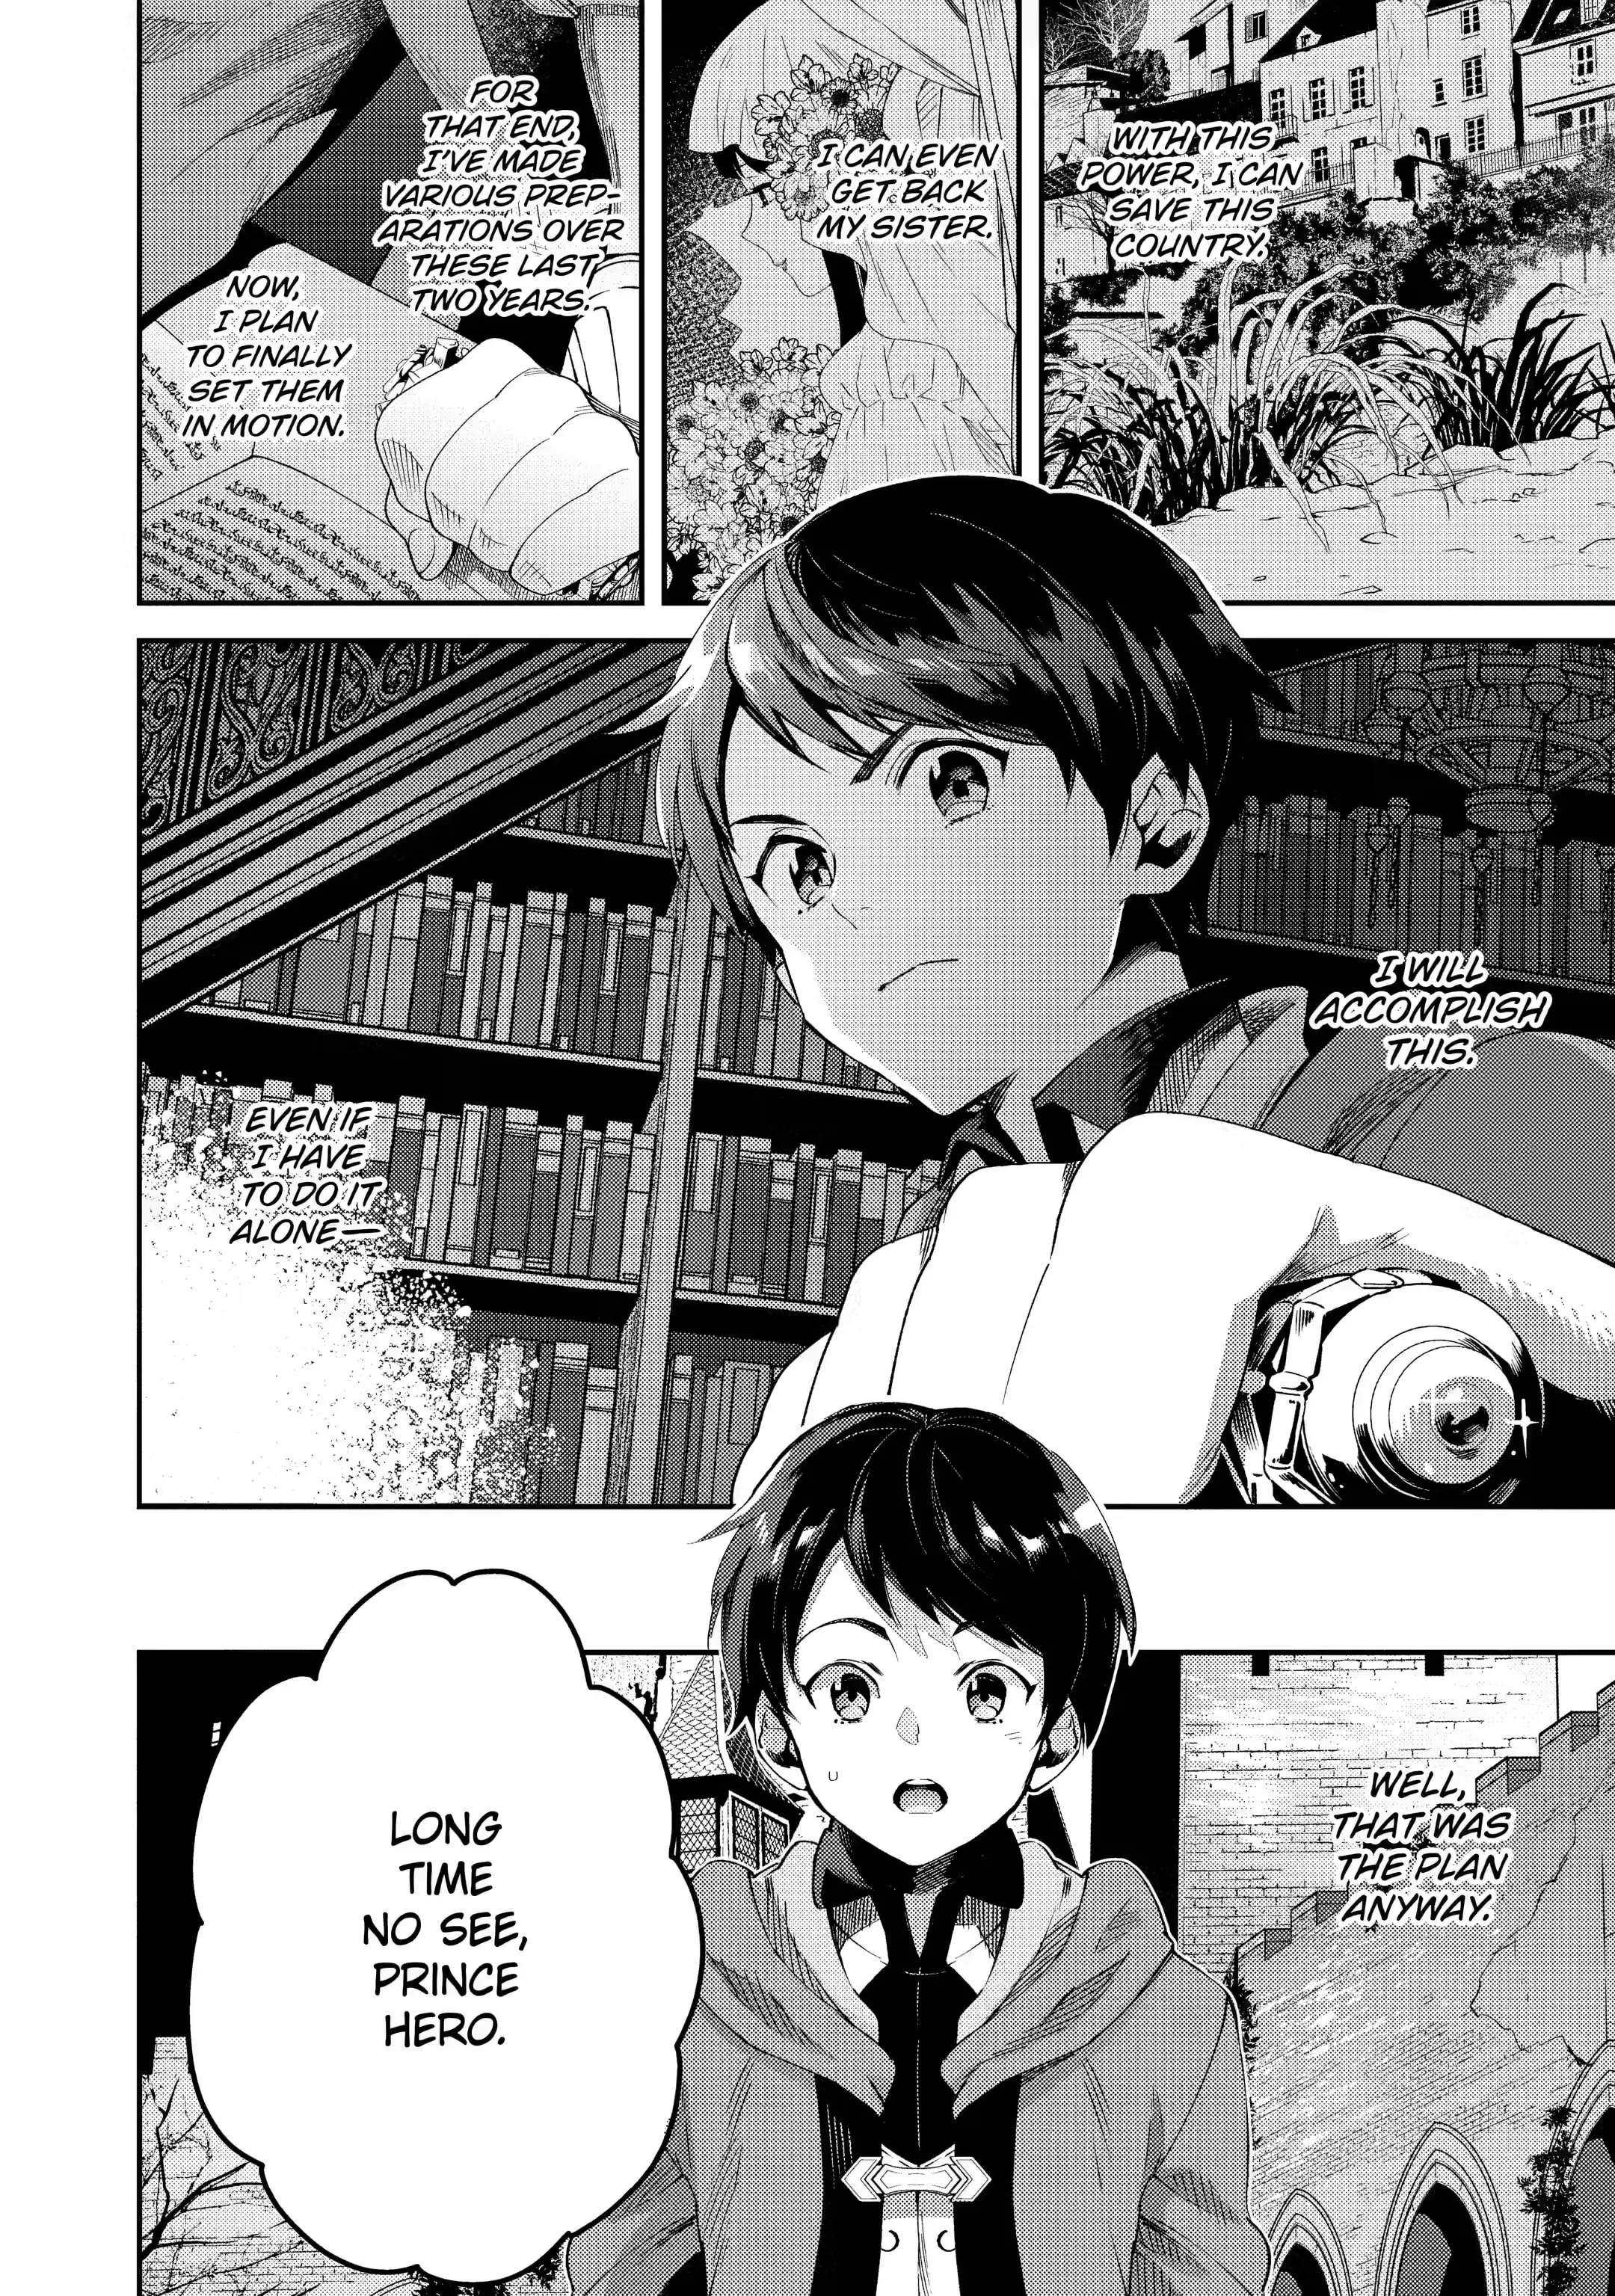 WITH THIS
POWER, I CAN
SAVE THIS
COUNTRY.
I CAN EVEN
GET BACK
MY SISTER.
FOR
THAT END,
I'VE MADE
VARIOUS PREP-
ARATIONS OVER
THESE LAST
TWO YEARS.
NOW,
I PLAN
TO FINALLY
SET THEM
IN MOTION.
I WILL
ACCOMPLISH
THIS.
EVEN IF
I HAVE
TO DO IT
ALONE—
WELL,
THAT WAS
THE PLAN
ANYWAY.
LONG
TIME
NO SEE,
PRINCE
HERO.